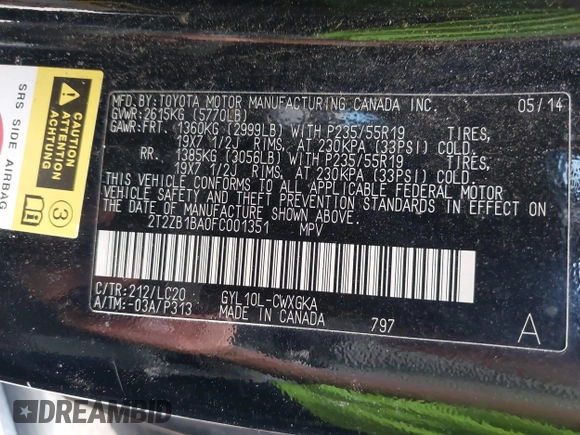 MFD.BY:TOYOTA MOTOR MANUFACTURING CANADA INC. 05/14
GVWR:2615KG (5770LB)
GAWR:FRT. 1360KG (2999LB) WITH P235/55R19 TIRES,
19X7 1/2J RIMS, AT 230KPA (33PSI) COLD.
RR. 1385KG (3056LB) WITH P235/55R19 TIRES,
19X7 1/2J RIMS, AT 230KPA (33PSI) COLD.
THIS VEHICLE CONFORMS TO ALL APPLICABLE FEDERAL MOTOR
VEHICLE SAFETY AND THEFT PREVENTION STANDARDS IN EFFECT ON
THE DATE OF MANUFACTURE SHOWN ABOVE.
2T2ZB1BA0FC001351 MPV
C/TR:212/LC20 GYL10L-CWXGKA
A/TM:-03A/P313 MADE IN CANADA 797 A
SRS SIDE AIRBAG
CAUTION
ATTENTION
ACHTUNG
3
DREAMBID